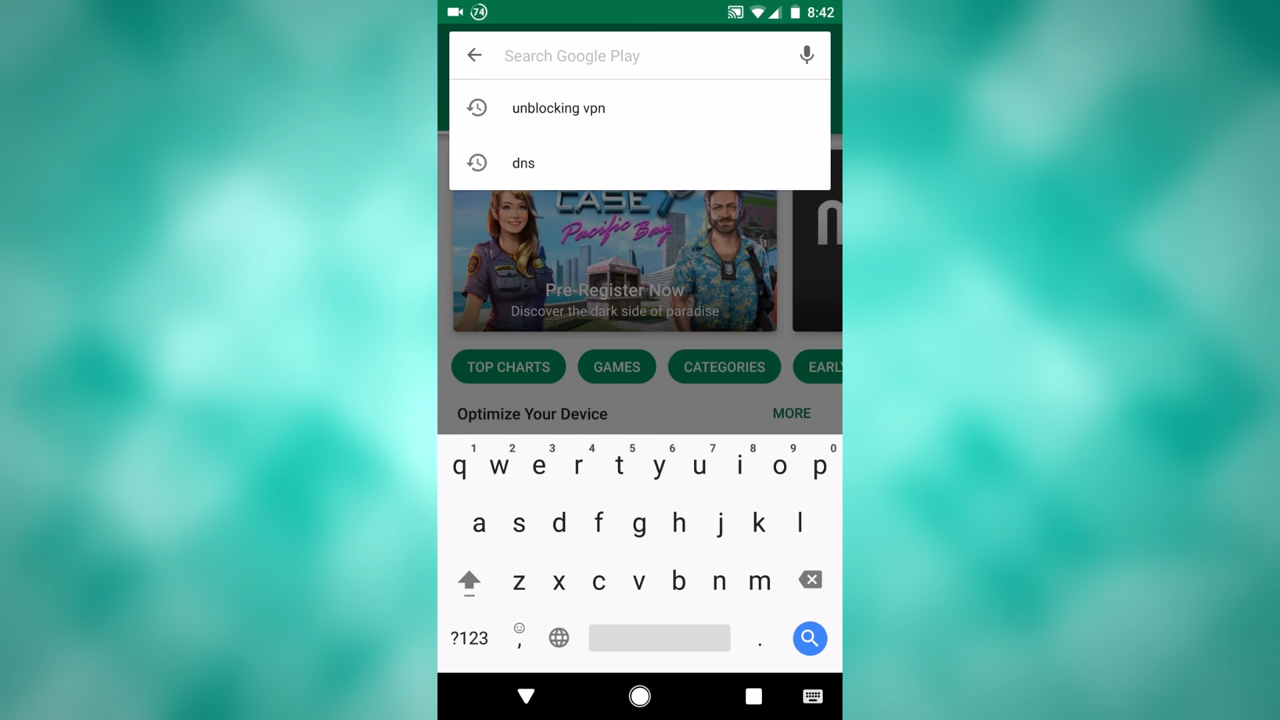 74
8:42
Search Google Play
unblocking vpn
dns
CASE
Pacific Bay
Pre-Register Now
Discover the dark side of paradise
TOP CHARTS GAMES CATEGORIES EARL
Optimize Your Device MORE
1 2 3 4 5 6 7 8 9 0
q w e r t y u i o p
a s d f g h j k l
z x c v b n m
?123 , .